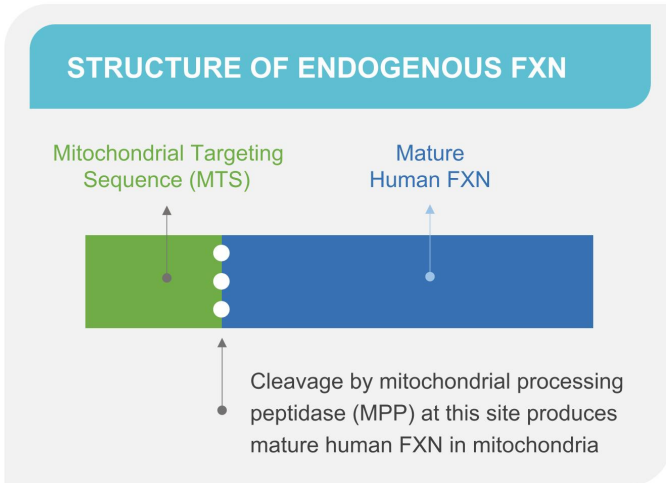 STRUCTURE OF ENDOGENOUS FXN
Mitochondrial Targeting
Sequence (MTS)
Mature
Human FXN
Cleavage by mitochondrial processing
peptidase (MPP) at this site produces
mature human FXN in mitochondria